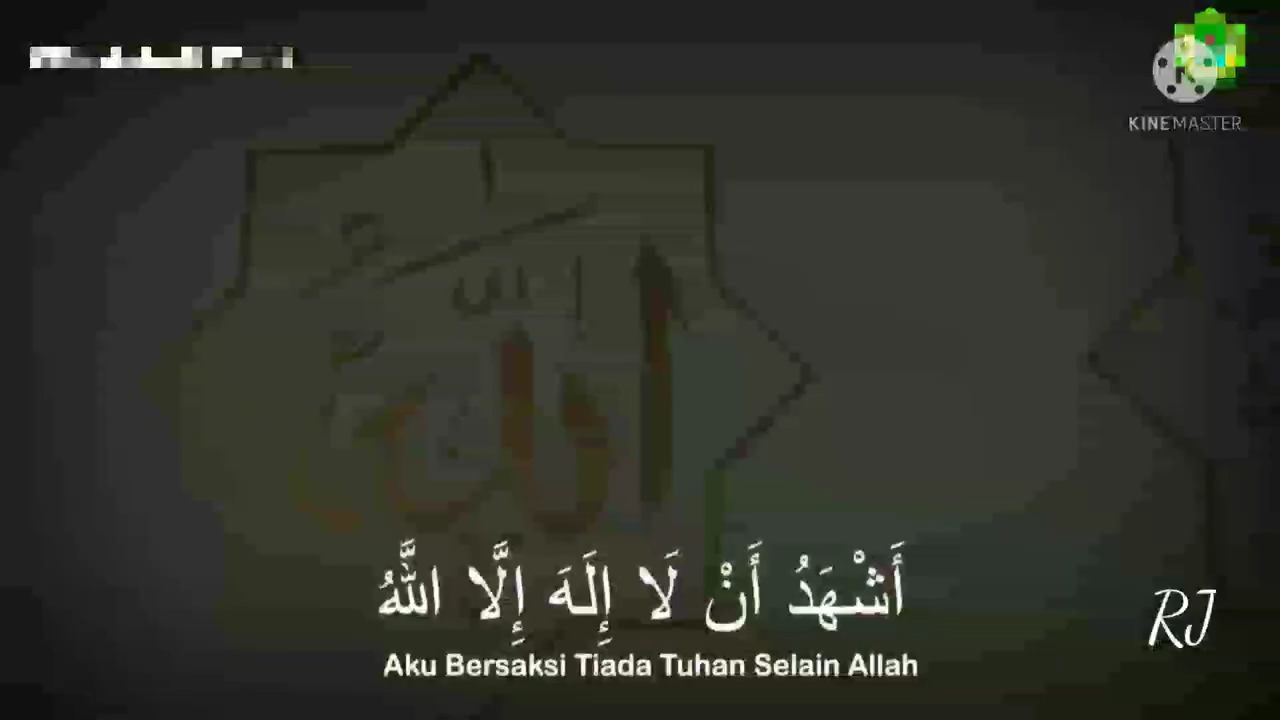 KINEMASTER
أَشْهَدُ أَنْ لَا إِلَهَ إِلَّا اللَّهُ
RJ
Aku Bersaksi Tiada Tuhan Selain Allah